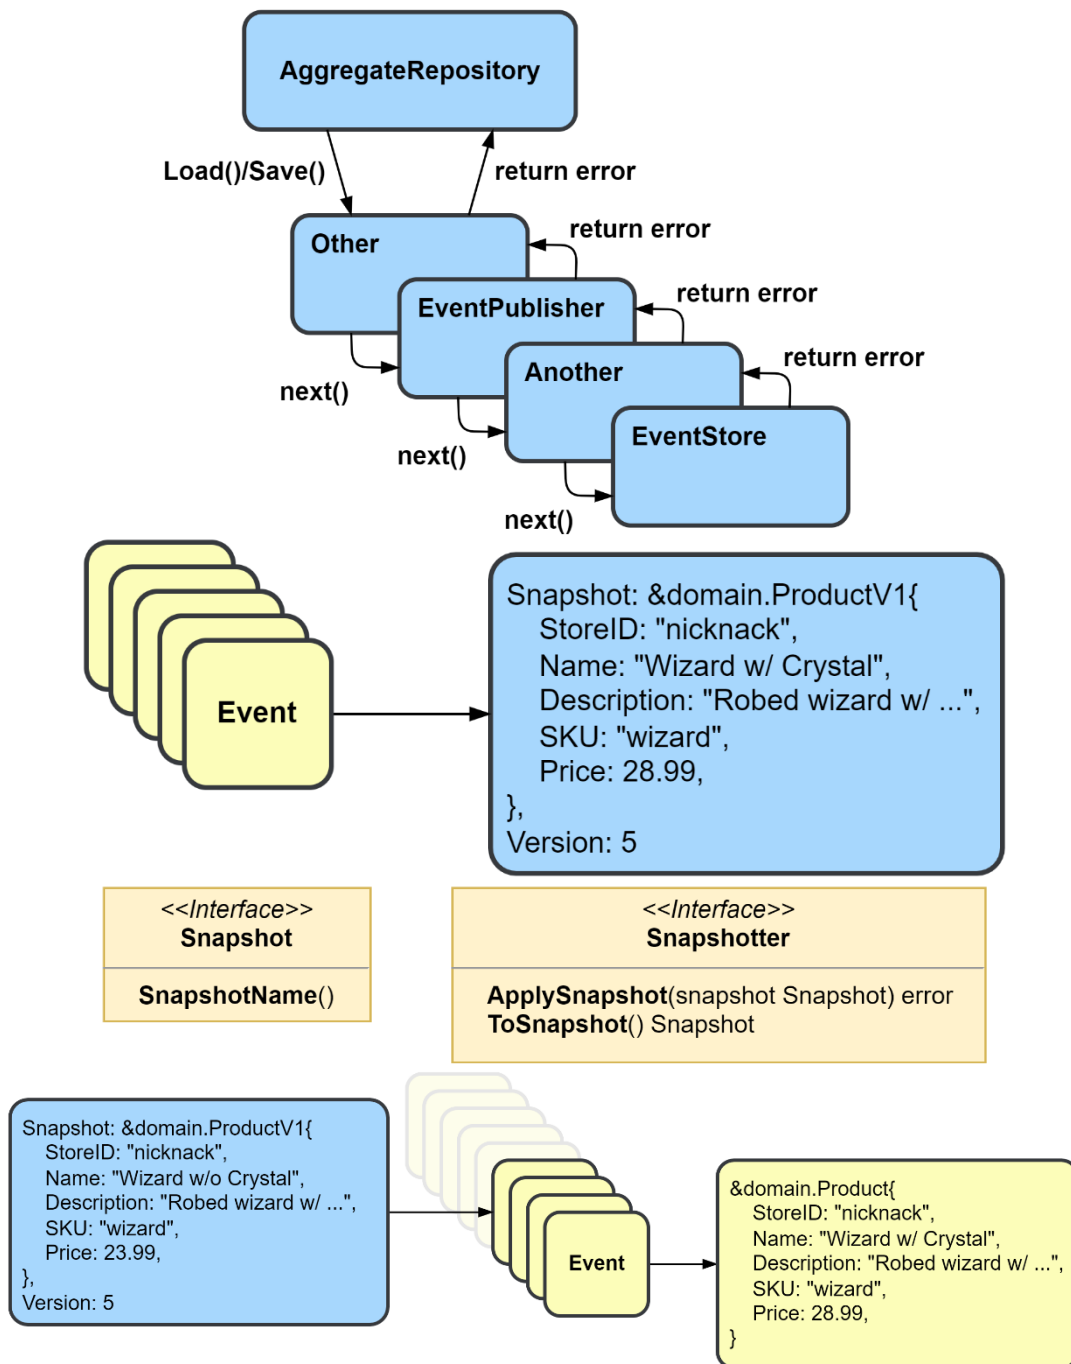 AggregateRepository
Load()/Save()
return error
Other
return error
EventPublisher
return error
next()
Another
return error
next()
EventStore
next()
Event
Snapshot: &domain.ProductV1{
StoreID: "nicknack",
Name: "Wizard w/ Crystal",
Description: "Robed wizard w/ ...",
SKU: "wizard",
Price: 28.99,
},
Version: 5
<<Interface>>
Snapshot
SnapshotName()
<<Interface>>
Snapshotter
ApplySnapshot(snapshot Snapshot) error
ToSnapshot() Snapshot
Snapshot: &domain.ProductV1{
StoreID: "nicknack",
Name: "Wizard w/o Crystal",
Description: "Robed wizard w/ ...",
SKU: "wizard",
Price: 23.99,
},
Version: 5
Event
&domain.Product{
StoreID: "nicknack",
Name: "Wizard w/ Crystal",
Description: "Robed wizard w/ ...",
SKU: "wizard",
Price: 28.99,
}